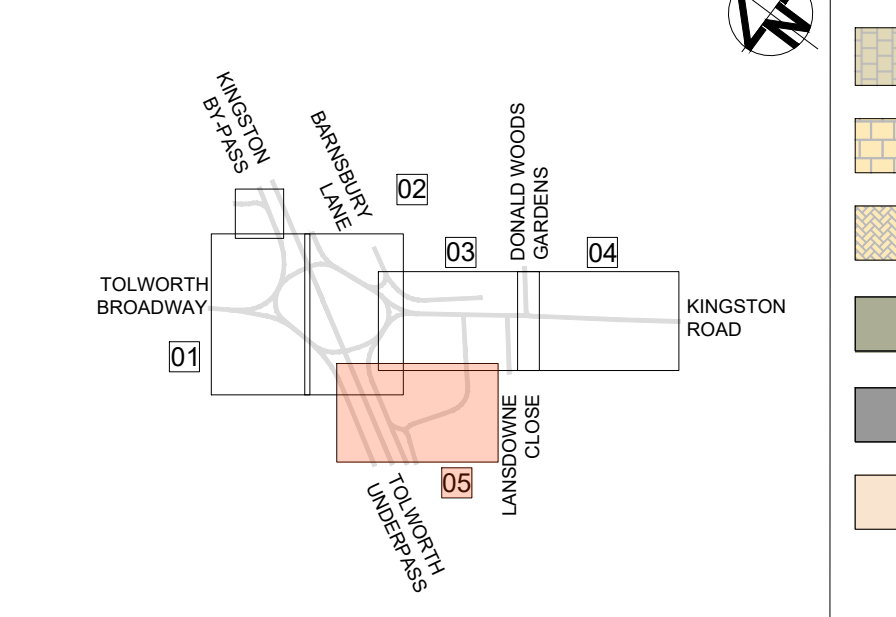 N
KINGSTON
BY-PASS
BARNSBURY
LANE
02
DONALD WOODS
GARDENS
03
04
TOLWORTH
BROADWAY
KINGSTON
ROAD
01
LANSDOWNE
CLOSE
05
TOLWORTH
UNDERPASS